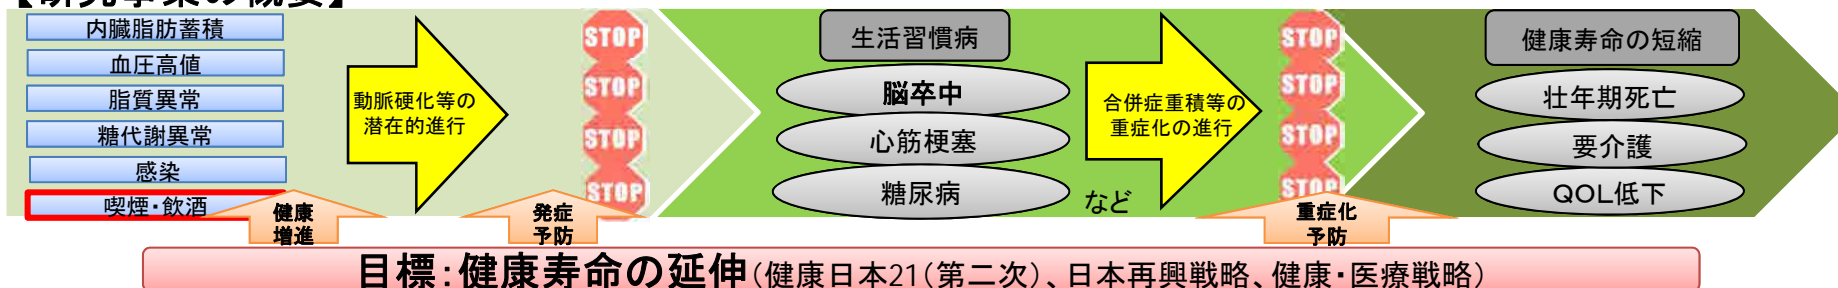 【研究事業の概要】
内臓脂肪蓄積
血圧高値
脂質異常
糖代謝異常
感染
喫煙・飲酒
動脈硬化等の
潜在的進行
STOP
STOP
STOP
STOP
生活習慣病
脳卒中
心筋梗塞
糖尿病
など
合併症重積等の
重症化の進行
STOP
STOP
STOP
STOP
健康寿命の短縮
壮年期死亡
要介護
QOL低下
健康
増進
発症
予防
重症化
予防
目標:健康寿命の延伸(健康日本21(第二次)、日本再興戦略、健康・医療戦略)